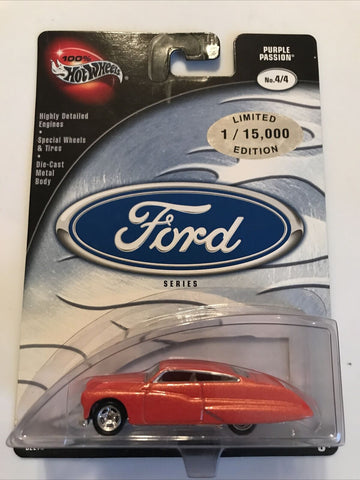 100%
Hot Wheels
PURPLE
PASSION
No.4/4
Highly Detailed
Engines
•
Special Wheels
& Tires
•
Die-Cast
Metal
Body
LIMITED
1 / 15,000
EDITION
Ford
SERIES